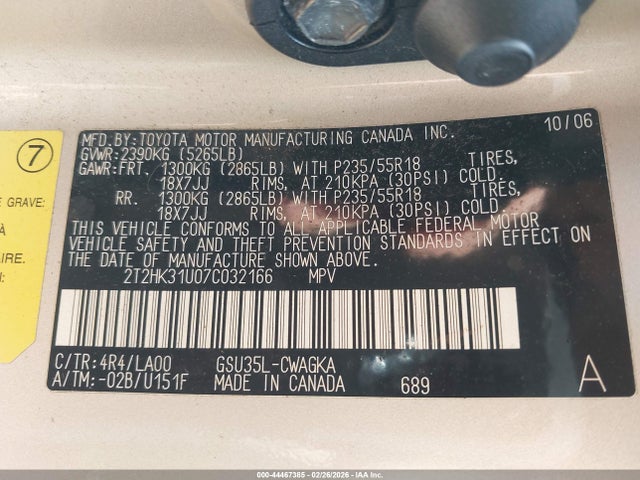 10/06
MFD.BY:TOYOTA MOTOR MANUFACTURING CANADA INC.
GVWR:2390KG (5265LB)
GAWR:FRT. 1300KG (2865LB) WITH P235/55R18 TIRES,
18X7JJ RIMS, AT 210KPA (30PSI) COLD.
RR. 1300KG (2865LB) WITH P235/55R18 TIRES,
18X7JJ RIMS, AT 210KPA (30PSI) COLD.
THIS VEHICLE CONFORMS TO ALL APPLICABLE FEDERAL MOTOR
VEHICLE SAFETY AND THEFT PREVENTION STANDARDS IN EFFECT ON
THE DATE OF MANUFACTURE SHOWN ABOVE.
2T2HK31U07C032166 MPV
C/TR:4R4/LA00 GSU35L-CWAGKA
A/TM:-02B/U151F MADE IN CANADA 689 A
7
E GRAVE:
À
AIRE.
000-44467365 - 02/26/2026 - IAA Inc.